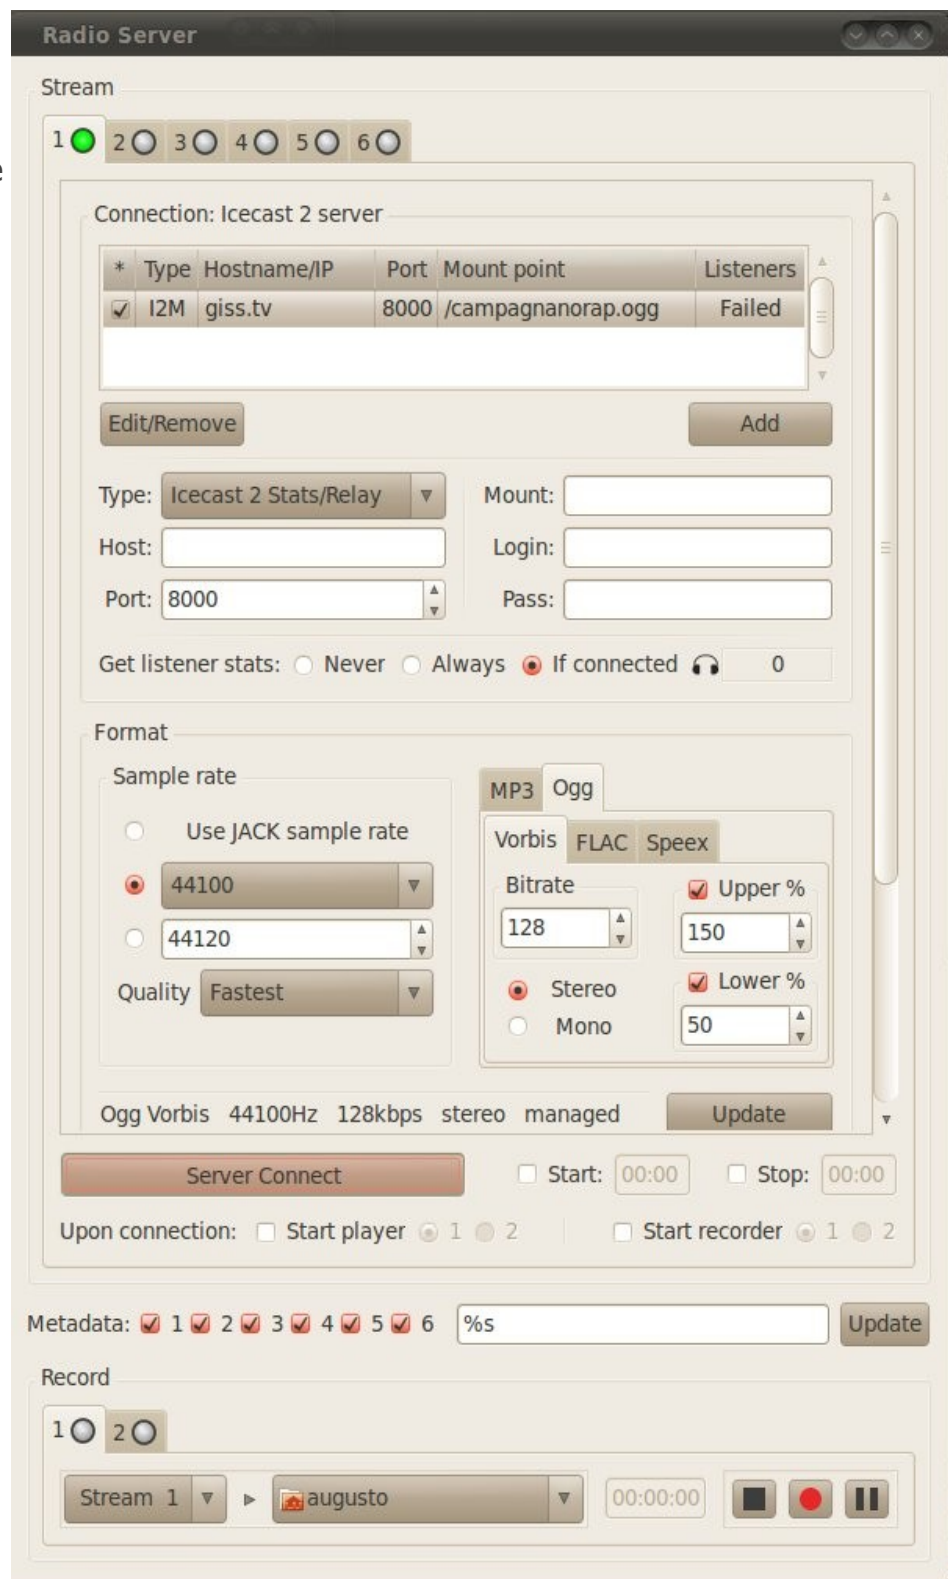 Radio Server
Stream
1 2 3 4 5 6
e
Connection: Icecast 2 server
* Type Hostname/IP Port Mount point Listeners
I2M giss.tv 8000 /campagnanorap.ogg Failed
Edit/Remove Add
Type: Icecast 2 Stats/Relay Mount:
Host: Login:
Port: 8000 Pass:
Get listener stats: Never Always If connected 0
Format
Sample rate
MP3 Ogg
Use JACK sample rate
Vorbis FLAC Speex
44100
Bitrate Upper %
128 150
44120
Quality Fastest
Stereo Lower %
Mono 50
Ogg Vorbis 44100Hz 128kbps stereo managed Update
Server Connect Start: 00:00 Stop: 00:00
Upon connection: Start player 1 2 Start recorder 1 2
Metadata: 1 2 3 4 5 6 %s Update
Record
1 2
Stream 1 augusto 00:00:00